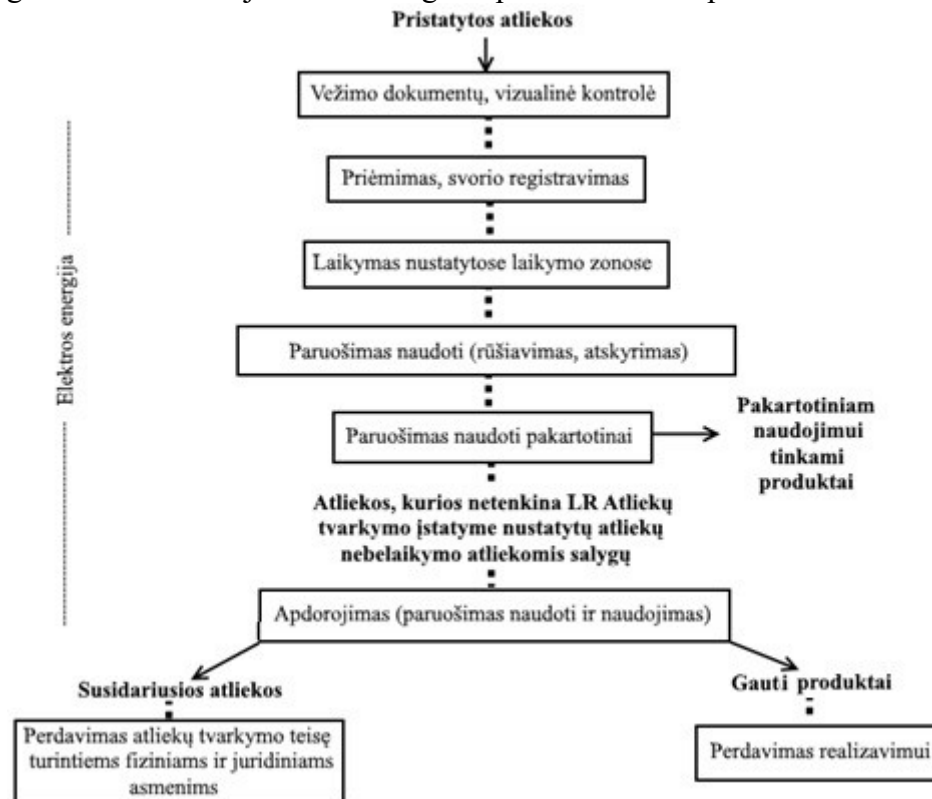 Pristatytos atliekos
Vežimo dokumentų, vizualinė kontrolė
Priėmimas, svorio registravimas
Laikymas nustatytose laikymo zonose
Elektros energija
Paruošimas naudoti (rūšiavimas, atskyrimas)
Paruošimas naudoti pakartotinai
Pakartotiniam
naudojimui
tinkami
produktai
Atliekos, kurios netenkina LR Atliekų
tvarkymo įstatyme nustatytų atliekų
nebelaikymo atliekomis salygų
Apdorojimas (paruošimas naudoti ir naudojimas)
Susidariusios atliekos
Gauti produktai
Perdavimas atliekų tvarkymo teisę
turintiems fiziniams ir juridiniams
asmenims
Perdavimas realizavimui